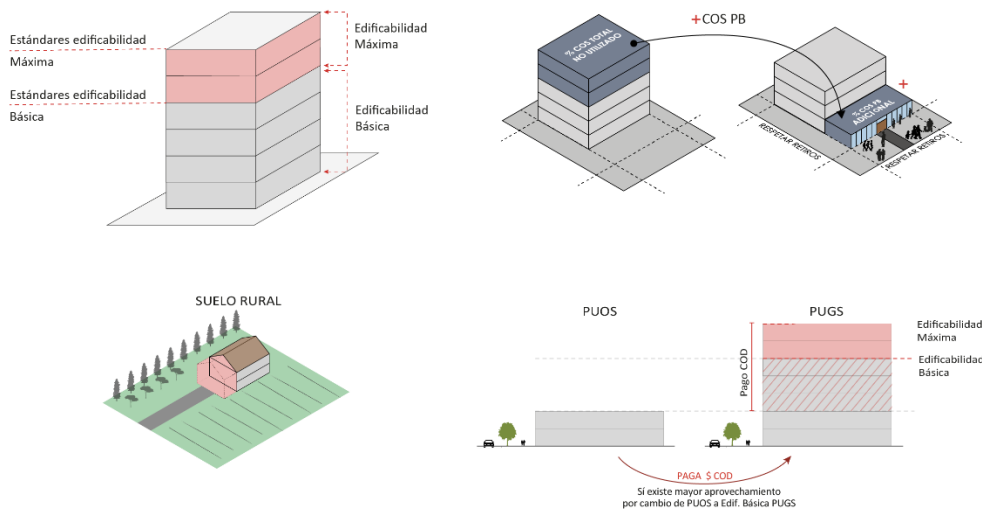 Estándares edificabilidad
Máxima
Estándares edificabilidad
Básica
Edificabilidad
Máxima
Edificabilidad
Básica
+COS PB
% COS TOTAL
NO UTILIZADO
+
% COS PB
ADICIONAL
RESPETAR RETIROS
RESPETAR RETIROS
SUELO RURAL
PUOS
PUGS
Edificabilidad
Máxima
Edificabilidad
Básica
Pago COD
PAGA $ COD
Sí existe mayor aprovechamiento
por cambio de PUOS a Edif. Básica PUGS